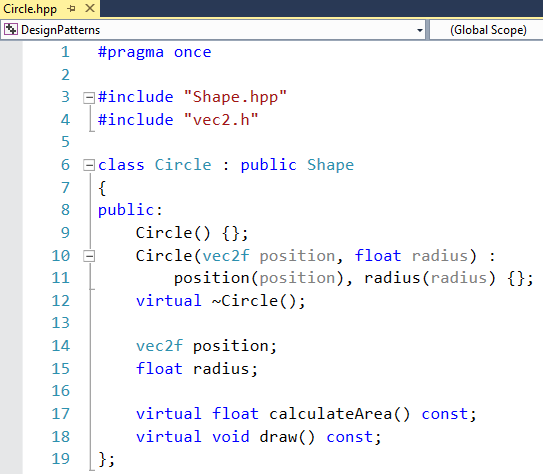 Circle.hpp
DesignPatterns (Global Scope)
1 #pragma once
2
3 #include "Shape.hpp"
4 #include "vec2.h"
5
6 class Circle : public Shape
7 {
8 public:
9     Circle() {};
10     Circle(vec2f position, float radius) :
11         position(position), radius(radius) {};
12     virtual ~Circle();
13
14     vec2f position;
15     float radius;
16
17     virtual float calculateArea() const;
18     virtual void draw() const;
19 };